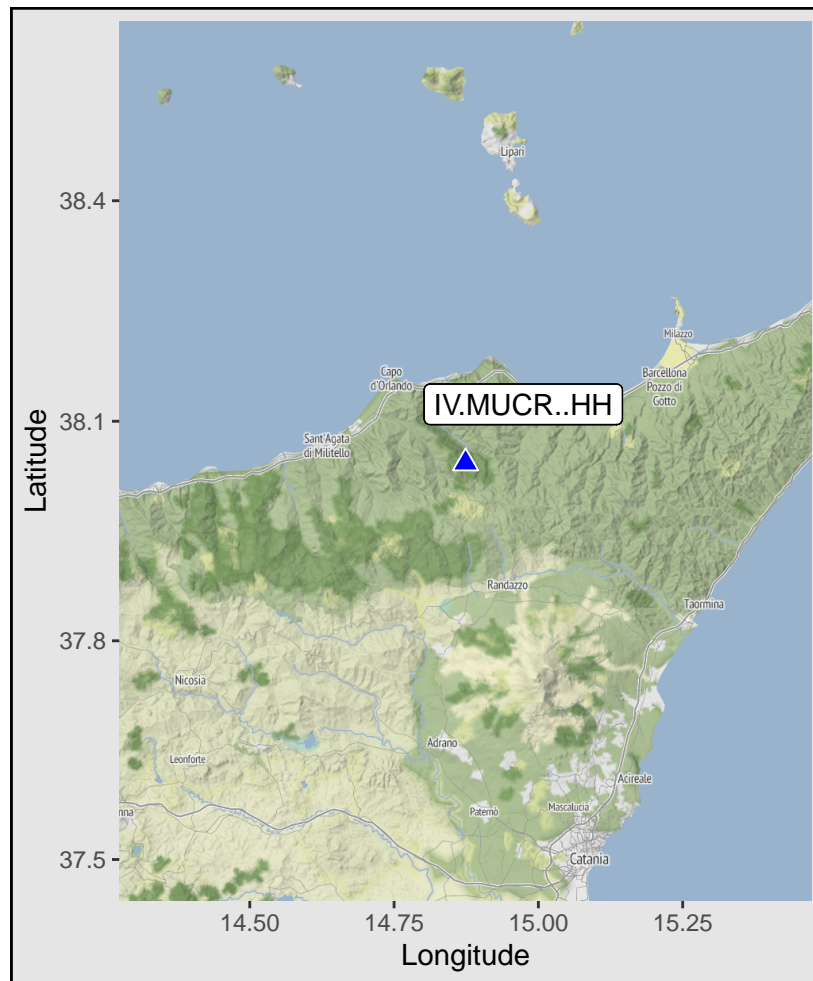 Lipari
38.4
Milazzo
Capo
d'Orlando
Barcellona
Pozzo di
Gotto
IV.MUCR..HH
38.1
Sant'Agata
di Militello
Latitude
Randazzo
Taormina
37.8
Nicosia
Adrano
Leonforte
Acireale
Mascalucia
Paternò
nna
Catania
37.5
14.50
14.75
15.00
15.25
Longitude